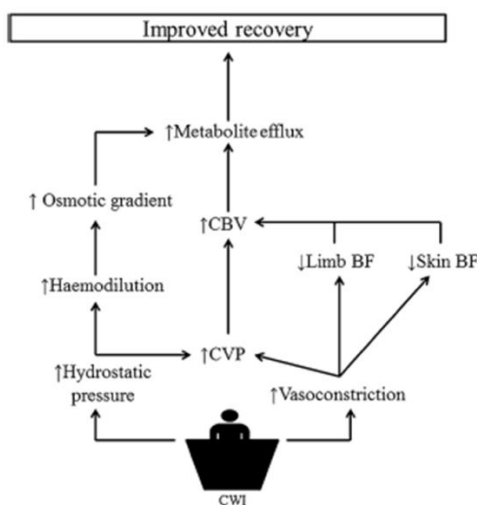 Improved recovery
↑Metabolite efflux
↑ Osmotic gradient
↑CBV
↓Limb BF
↓Skin BF
↑Haemodilution
↑CVP
↑Hydrostatic
pressure
↑Vasoconstriction
CWI